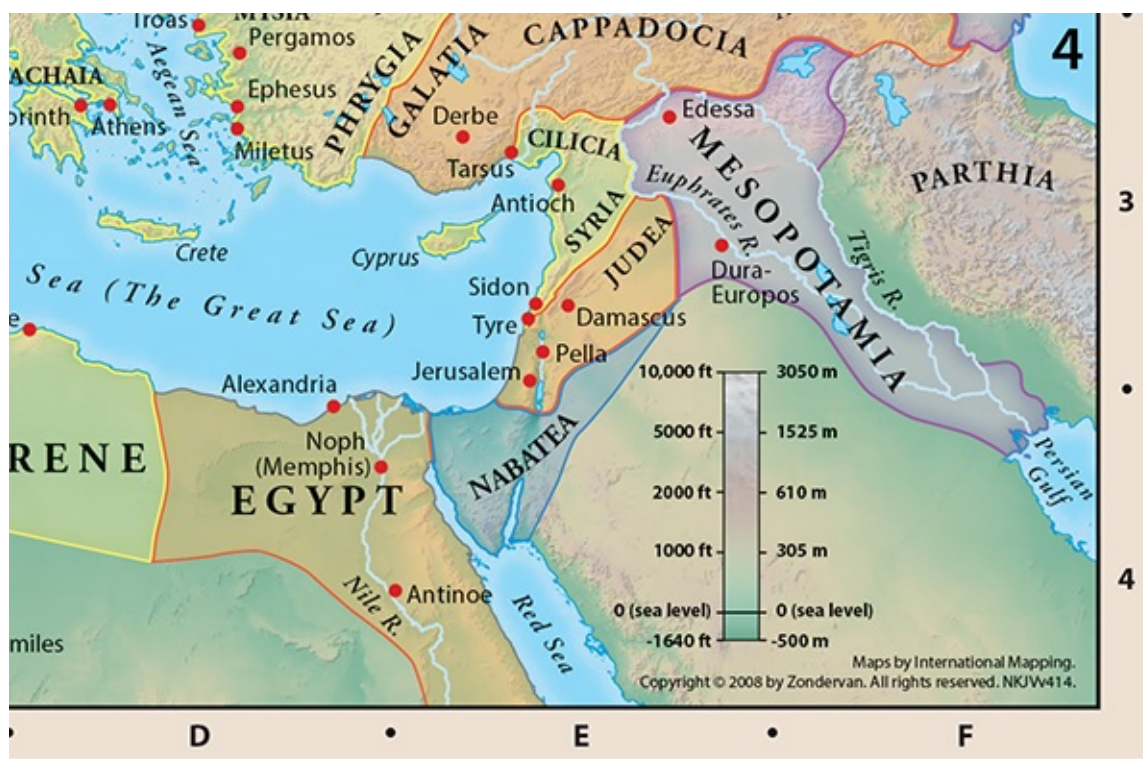 Troas
MYSIA
Pergamos
CAPPADOCIA
4
ACHAIA
Aegean Sea
Ephesus
PHRYGIA
GALATIA
Edessa
orinth
Athens
Derbe
CILICIA
MESOPOTAMIA
Miletus
Tarsus
PARTHIA
Euphrates R.
3
Antioch
SYRIA
JUDEA
Tigris R.
Crete
Cyprus
Dura-
Europos
Sea (The Great Sea)
Sidon
e
Tyre
Damascus
Pella
Jerusalem
Alexandria
10,000 ft
3050 m
RENE
Noph
(Memphis)
NABATEA
5000 ft
1525 m
Persian
Gulf
EGYPT
2000 ft
610 m
1000 ft
305 m
4
Antinoe
Nile R.
Red Sea
0 (sea level)
0 (sea level)
-1640 ft
-500 m
miles
Maps by International Mapping.
Copyright © 2008 by Zondervan. All rights reserved. NKJVV414.
D
E
F